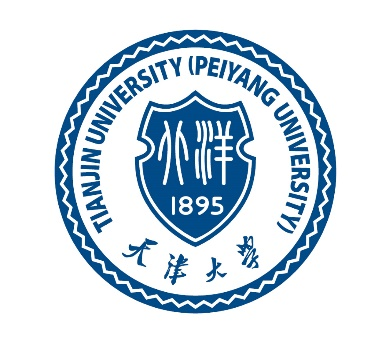 TIANJIN UNIVERSITY (PEIYANG UNIVERSITY)
北洋
1895
天津大学